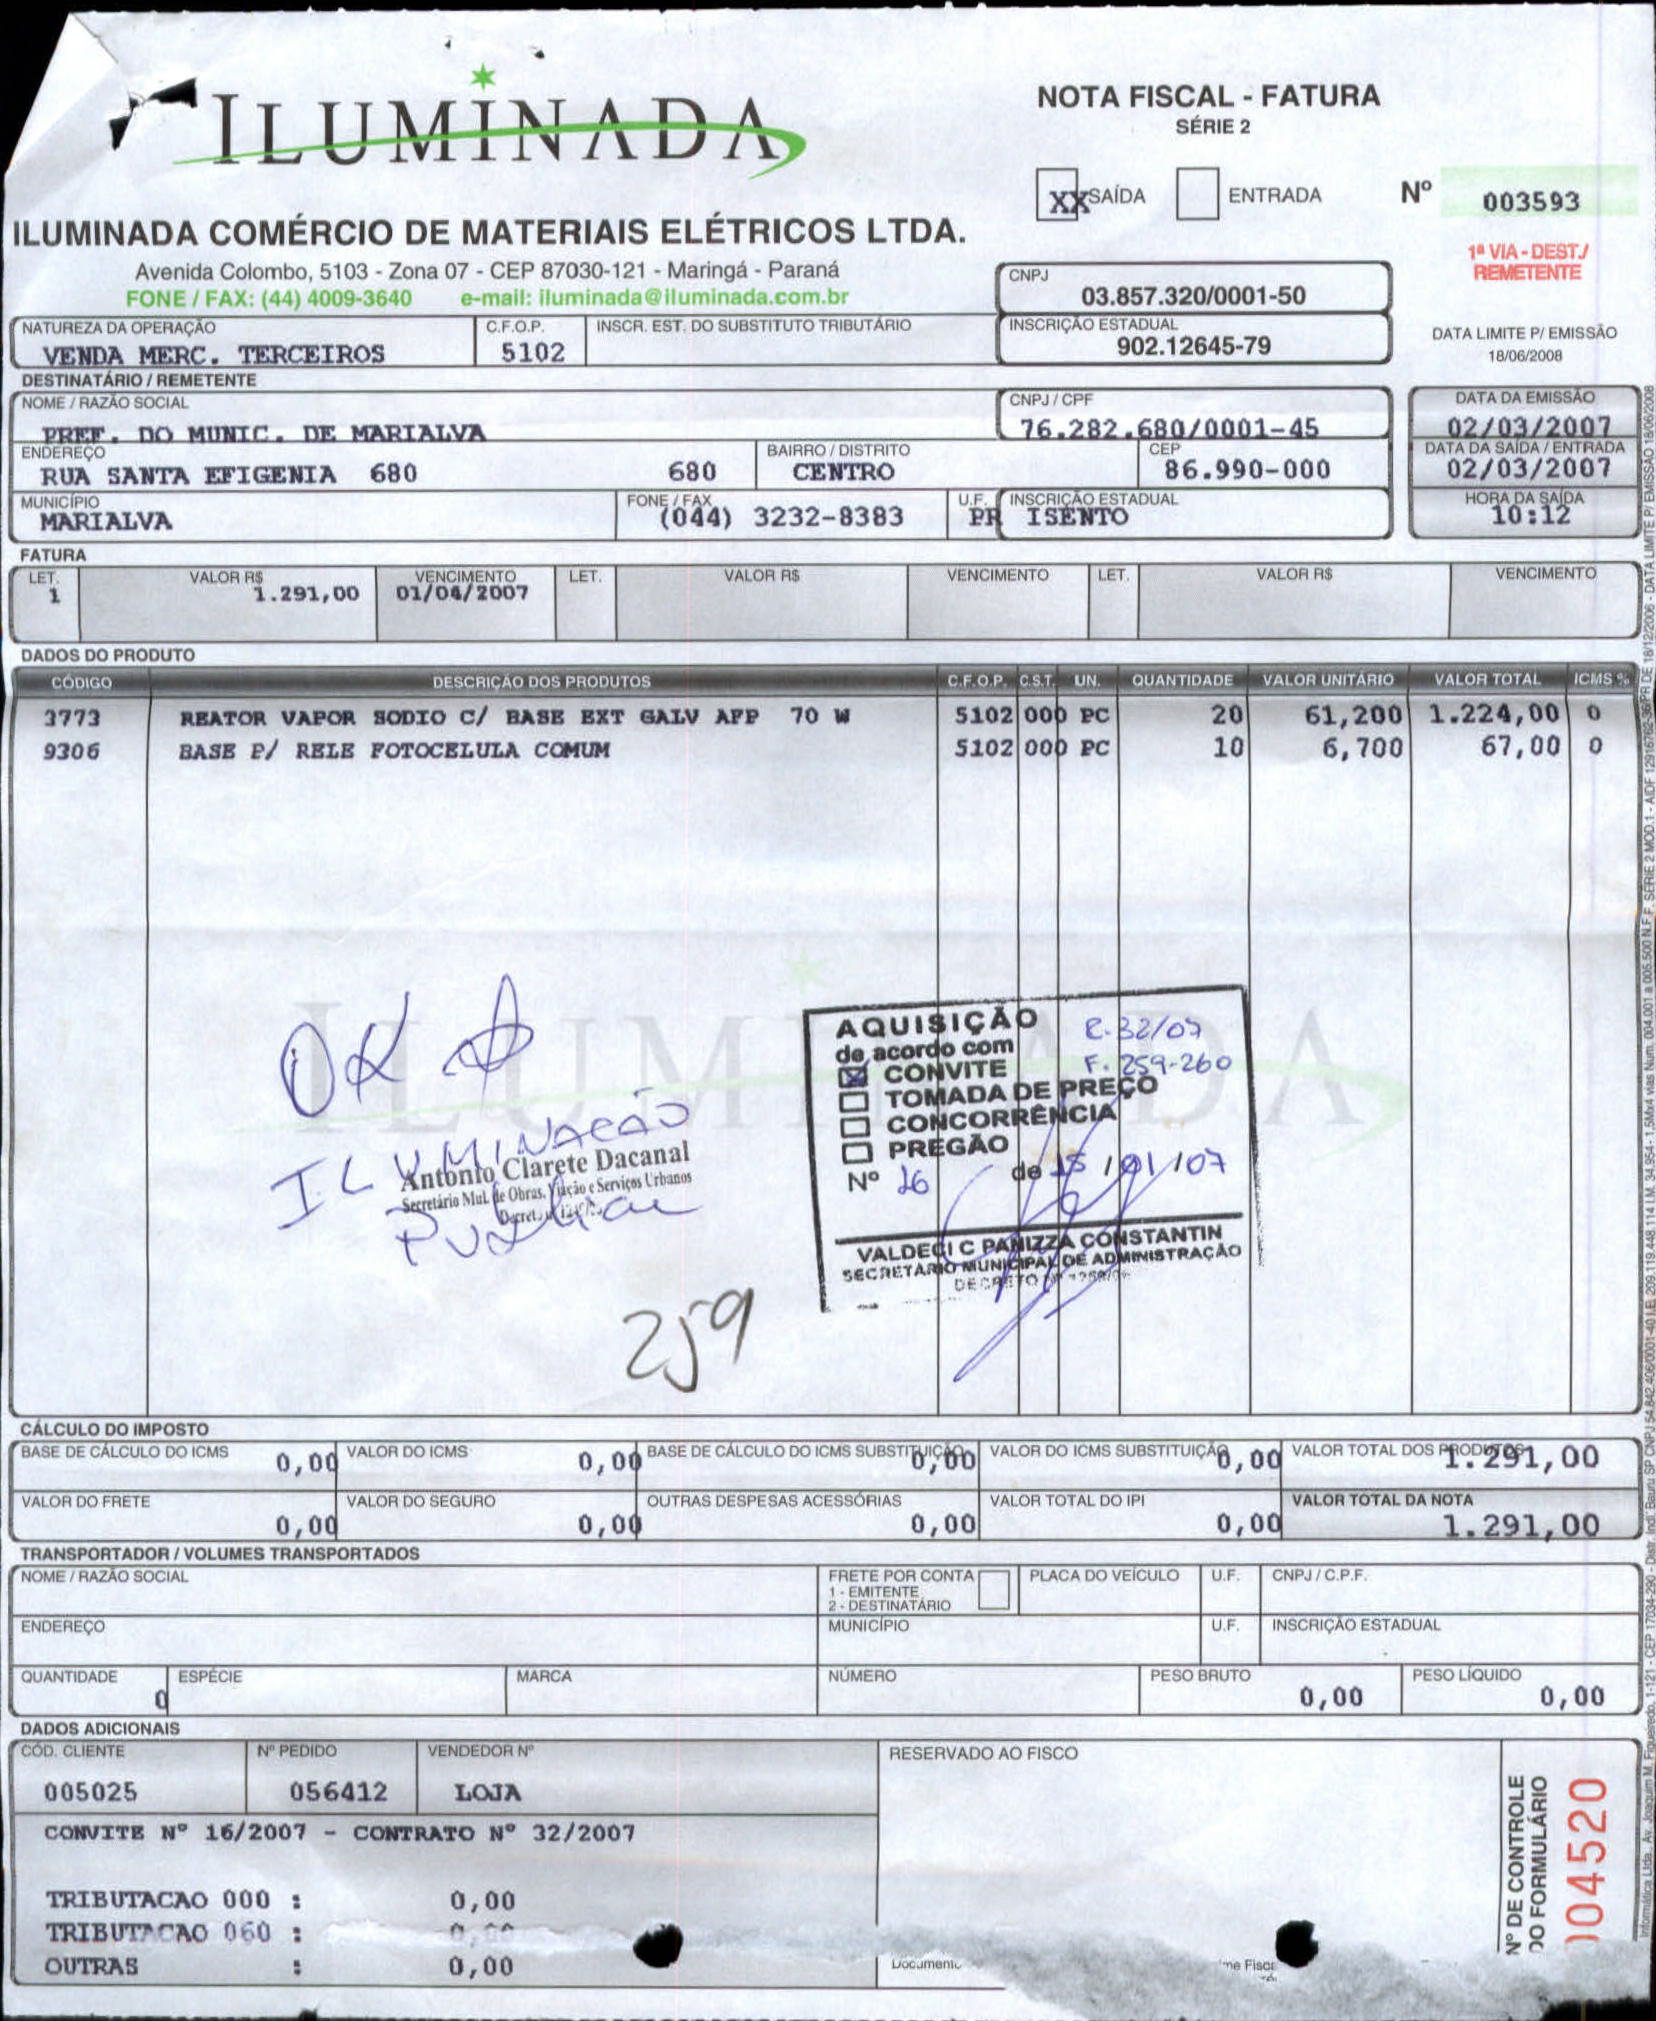 ILUMINADA
NOTA FISCAL - FATURA
SÉRIE 2
XX SAÍDA ENTRADA Nº 003593
1ª VIA - DEST./
REMETENTE
ILUMINADA COMÉRCIO DE MATERIAIS ELÉTRICOS LTDA.
Avenida Colombo, 5103 - Zona 07 - CEP 87030-121 - Maringá - Paraná
FONE / FAX: (44) 4009-3640 e-mail: iluminada@iluminada.com.br
CNPJ
03.857.320/0001-50
NATUREZA DA OPERAÇÃO C.F.O.P. INSCR. EST. DO SUBSTITUTO TRIBUTÁRIO INSCRIÇÃO ESTADUAL DATA LIMITE P/ EMISSÃO
VENDA MERC. TERCEIROS 5102 902.12645-79 18/06/2008
DESTINATÁRIO / REMETENTE
NOME / RAZÃO SOCIAL CNPJ / CPF DATA DA EMISSÃO
PREF. DO MUNIC. DE MARIALVA 76.282.680/0001-45 02/03/2007
ENDEREÇO BAIRRO / DISTRITO CEP DATA DA SAÍDA / ENTRADA
RUA SANTA EFIGENIA 680 680 CENTRO 86.990-000 02/03/2007
MUNICÍPIO FONE / FAX U.F. INSCRIÇÃO ESTADUAL HORA DA SAÍDA
MARIALVA (044) 3232-8383 PR ISENTO 10:12
FATURA
LET. VALOR R$ VENCIMENTO LET. VALOR R$ VENCIMENTO LET. VALOR R$ VENCIMENTO
1 1.291,00 01/04/2007
DADOS DO PRODUTO
CÓDIGO DESCRIÇÃO DOS PRODUTOS C.F.O.P. C.S.T. UN. QUANTIDADE VALOR UNITÁRIO VALOR TOTAL ICMS %
3773 REATOR VAPOR SODIO C/ BASE EXT GALV AFP 70 W 5102 000 PC 20 61,200 1.224,00 0
9306 BASE P/ RELE FOTOCELULA COMUM 5102 000 PC 10 6,700 67,00 0
OK
ILUMINAÇÃO
Antonio Clarete Dacanal
Secretário Mul. de Obras, Viação e Serviços Urbanos
AQUISIÇÃO R. 32/07
de acordo com F. 259-260
CONVITE
TOMADA DE PREÇO
CONCORRÊNCIA
PREGÃO
Nº 16 de 15 / 01 / 07
VALDECI C PANIZZA CONSTANTIN
SECRETARIO MUNICIPAL DE ADMINISTRAÇÃO
259
CÁLCULO DO IMPOSTO
BASE DE CÁLCULO DO ICMS VALOR DO ICMS BASE DE CÁLCULO DO ICMS SUBSTITUIÇÃO VALOR DO ICMS SUBSTITUIÇÃO VALOR TOTAL DOS PRODUTOS
0,00 0,00 0,00 0,00 1.291,00
VALOR DO FRETE VALOR DO SEGURO OUTRAS DESPESAS ACESSÓRIAS VALOR TOTAL DO IPI VALOR TOTAL DA NOTA
0,00 0,00 0,00 0,00 1.291,00
TRANSPORTADOR / VOLUMES TRANSPORTADOS
NOME / RAZÃO SOCIAL FRETE POR CONTA PLACA DO VEÍCULO U.F. CNPJ / C.P.F.
1 - EMITENTE
2 - DESTINATÁRIO
ENDEREÇO MUNICÍPIO U.F. INSCRIÇÃO ESTADUAL
QUANTIDADE ESPÉCIE MARCA NÚMERO PESO BRUTO PESO LÍQUIDO
0 0,00 0,00
DADOS ADICIONAIS
CÓD. CLIENTE Nº PEDIDO VENDEDOR Nº RESERVADO AO FISCO
005025 056412 LOJA
CONVITE Nº 16/2007 - CONTRATO Nº 32/2007
TRIBUTACAO 000 : 0,00
TRIBUTACAO 060 :
OUTRAS : 0,00
Nº DE CONTROLE
DO FORMULÁRIO
004520